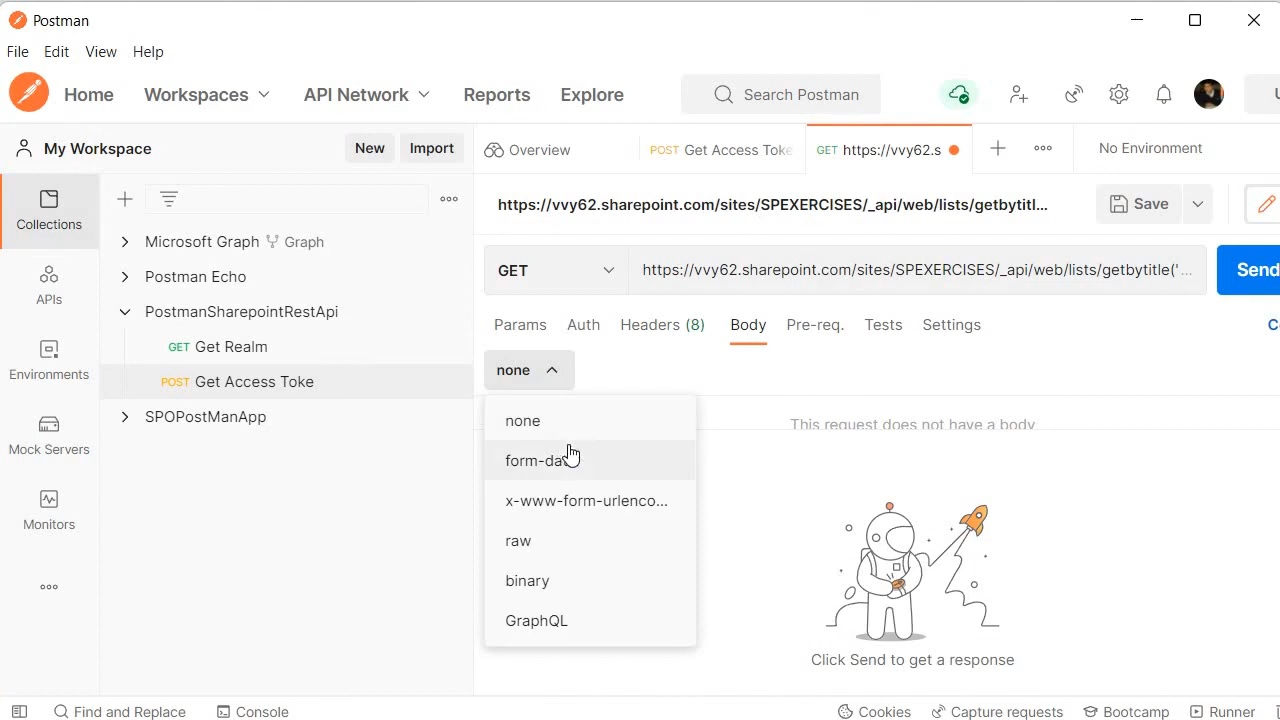 Postman
File Edit View Help
Home Workspaces API Network Reports Explore Search Postman
My Workspace New Import
Overview POST Get Access Toke GET https://vvy62.s No Environment
Collections
APIs
Environments
Mock Servers
Monitors
Microsoft Graph Graph
Postman Echo
PostmanSharepointRestApi
GET Get Realm
POST Get Access Toke
SPOPostManApp
https://vvy62.sharepoint.com/sites/SPEXERCISES/_api/web/lists/getbytitl... Save
GET https://vvy62.sharepoint.com/sites/SPEXERCISES/_api/web/lists/getbytitle('... Send
Params Auth Headers (8) Body Pre-req. Tests Settings
none
none
x-www-form-urlenco...
raw
binary
GraphQL
This request does not have a body
Click Send to get a response
Find and Replace Console Cookies Capture requests Bootcamp Runner